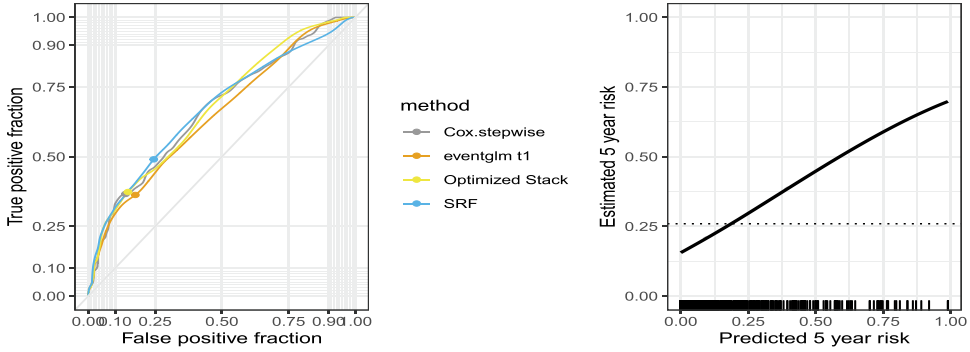 1.00
0.90
0.75
0.50
0.25
0.10
0.00
True positive fraction
0.00 0.10 0.25 0.50 0.75 0.90 1.00
False positive fraction
method
Cox.stepwise
eventglm t1
Optimized Stack
SRF
1.00
0.75
0.50
0.25
0.00
Estimated 5 year risk
0.00 0.25 0.50 0.75 1.00
Predicted 5 year risk